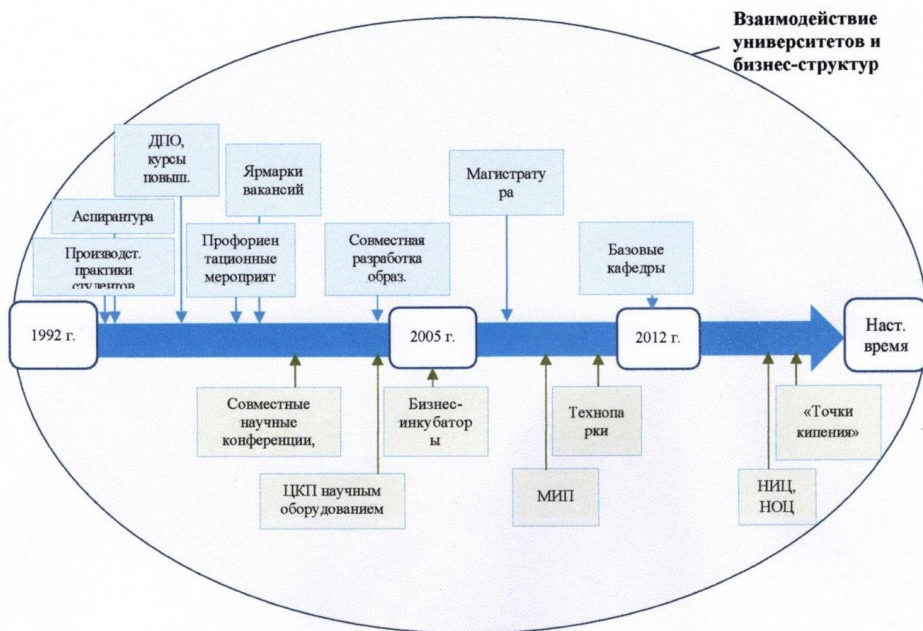 Взаимодействие
университетов и
бизнес-структур
ДПО,
курсы
повыш.
Ярмарки
вакансий
Магистрату
ра
Аспирантура
Производст.
практики
студентов
Профориен
тационные
мероприят
Совместная
разработка
образ.
Базовые
кафедры
1992 г.
2005 г.
2012 г.
Наст.
время
Совместные
научные
конференции,
Бизнес-
инкубатор
ы
Технопа
рки
«Точки
кипения»
ЦКП научным
оборудованием
МИП
НИЦ,
НОЦ